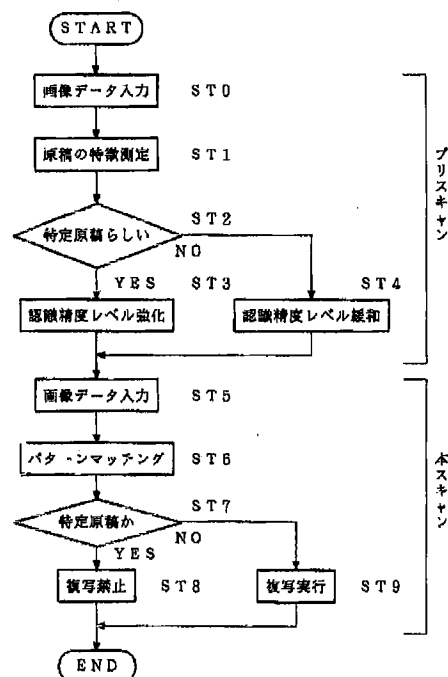 START
画像データ入力 ST0
原稿の特徴測定 ST1
特定原稿らしい ST2
NO
YES ST3 ST4
認識精度レベル強化 認識精度レベル緩和
プリスキャン
画像データ入力 ST5
パターンマッチング ST6
特定原稿か ST7
NO
YES
複写禁止 ST8 複写実行 ST9
本スキャン
END